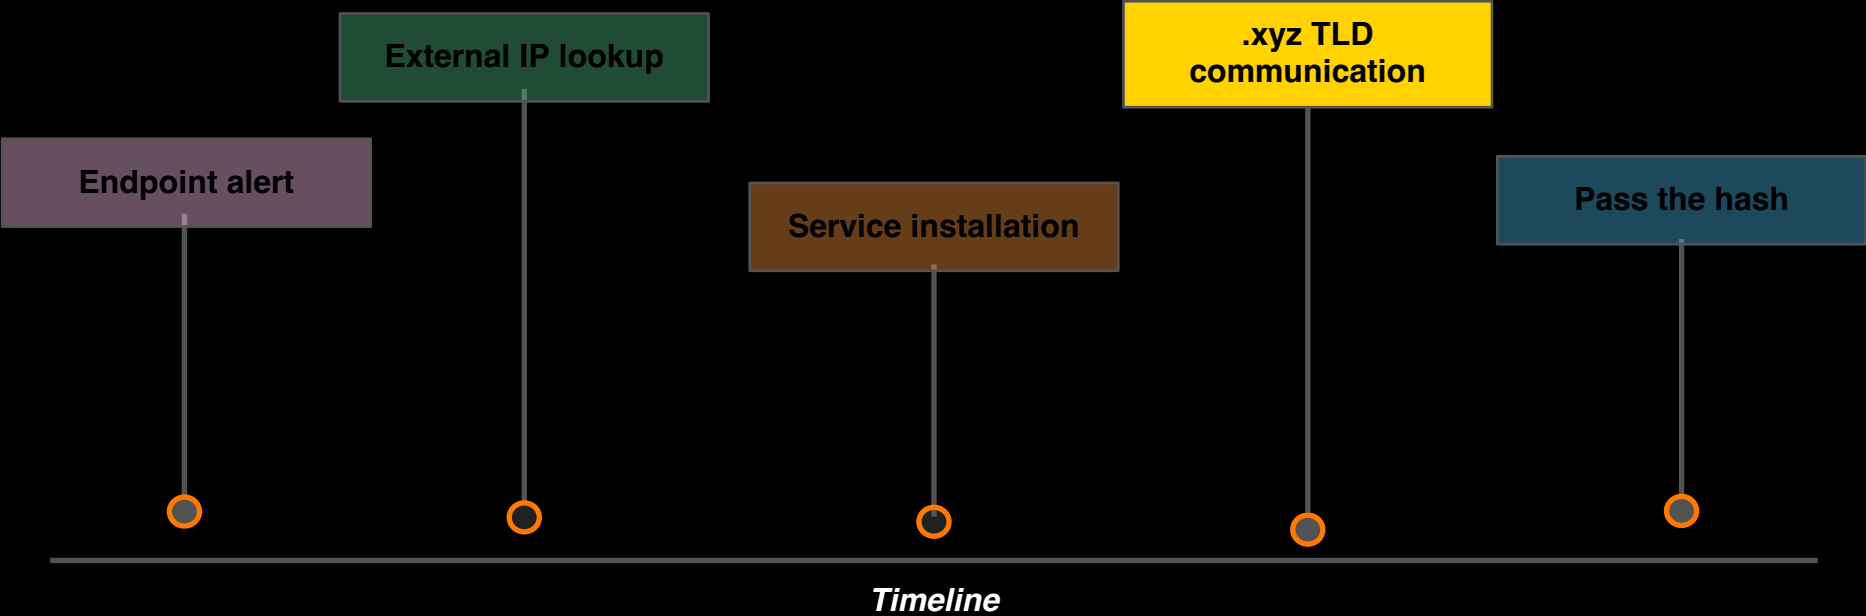 Endpoint alert
External IP lookup
Service installation
.xyz TLD
communication
Pass the hash
Timeline